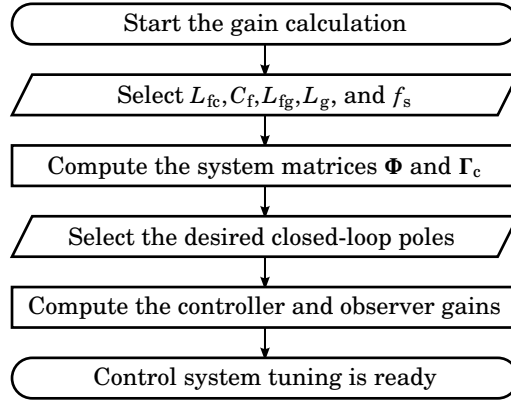 Start the gain calculation
Select L_fc, C_f, L_fg, L_g, and f_s
Compute the system matrices Φ and Γ_c
Select the desired closed-loop poles
Compute the controller and observer gains
Control system tuning is ready